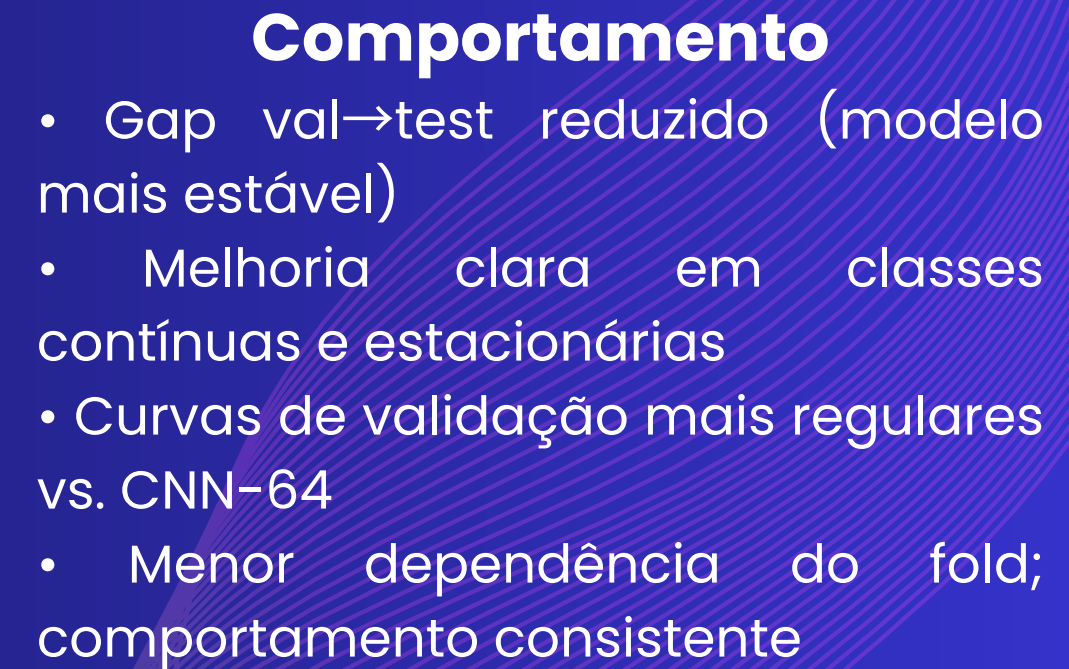 Comportamento
• Gap val→test reduzido (modelo
mais estável)
• Melhoria clara em classes
contínuas e estacionárias
• Curvas de validação mais regulares
vs. CNN-64
• Menor dependência do fold;
comportamento consistente